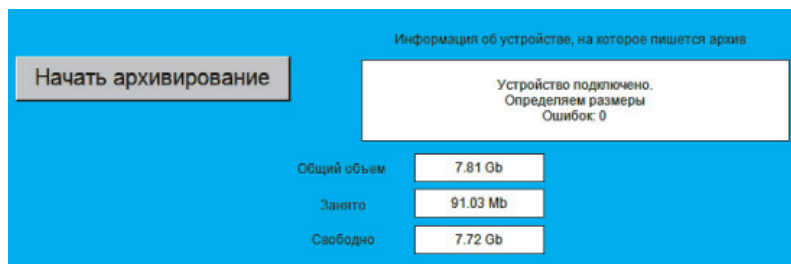 Информация об устройстве, на которое пишется архив
Начать архивирование
Устройство подключено.
Определяем размеры
Ошибок: 0
Общий объем 7.81 Gb
Занято 91.03 Mb
Свободно 7.72 Gb